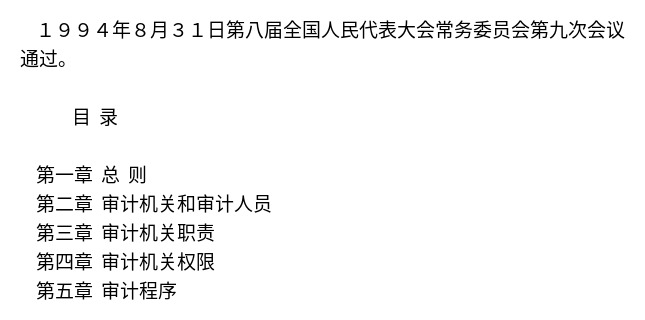 １９９４年８月３１日第八届全国人民代表大会常务委员会第九次会议
通过。
目 录
第一章 总 则
第二章 审计机关和审计人员
第三章 审计机关职责
第四章 审计机关权限
第五章 审计程序